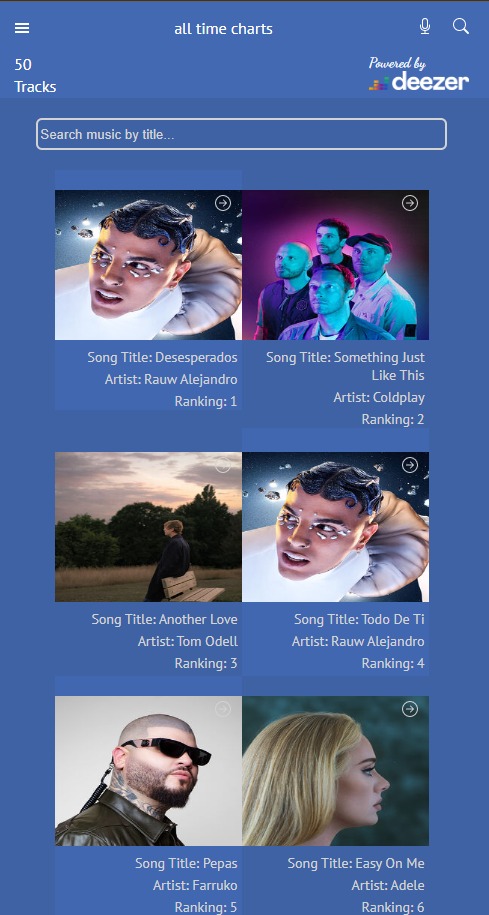 all time charts
50
Tracks
Powered by
deezer
Search music by title...
Song Title: Desesperados
Artist: Rauw Alejandro
Ranking: 1
Song Title: Something Just
Like This
Artist: Coldplay
Ranking: 2
Song Title: Another Love
Artist: Tom Odell
Ranking: 3
Song Title: Todo De Ti
Artist: Rauw Alejandro
Ranking: 4
Song Title: Pepas
Artist: Farruko
Ranking: 5
Song Title: Easy On Me
Artist: Adele
Ranking: 6